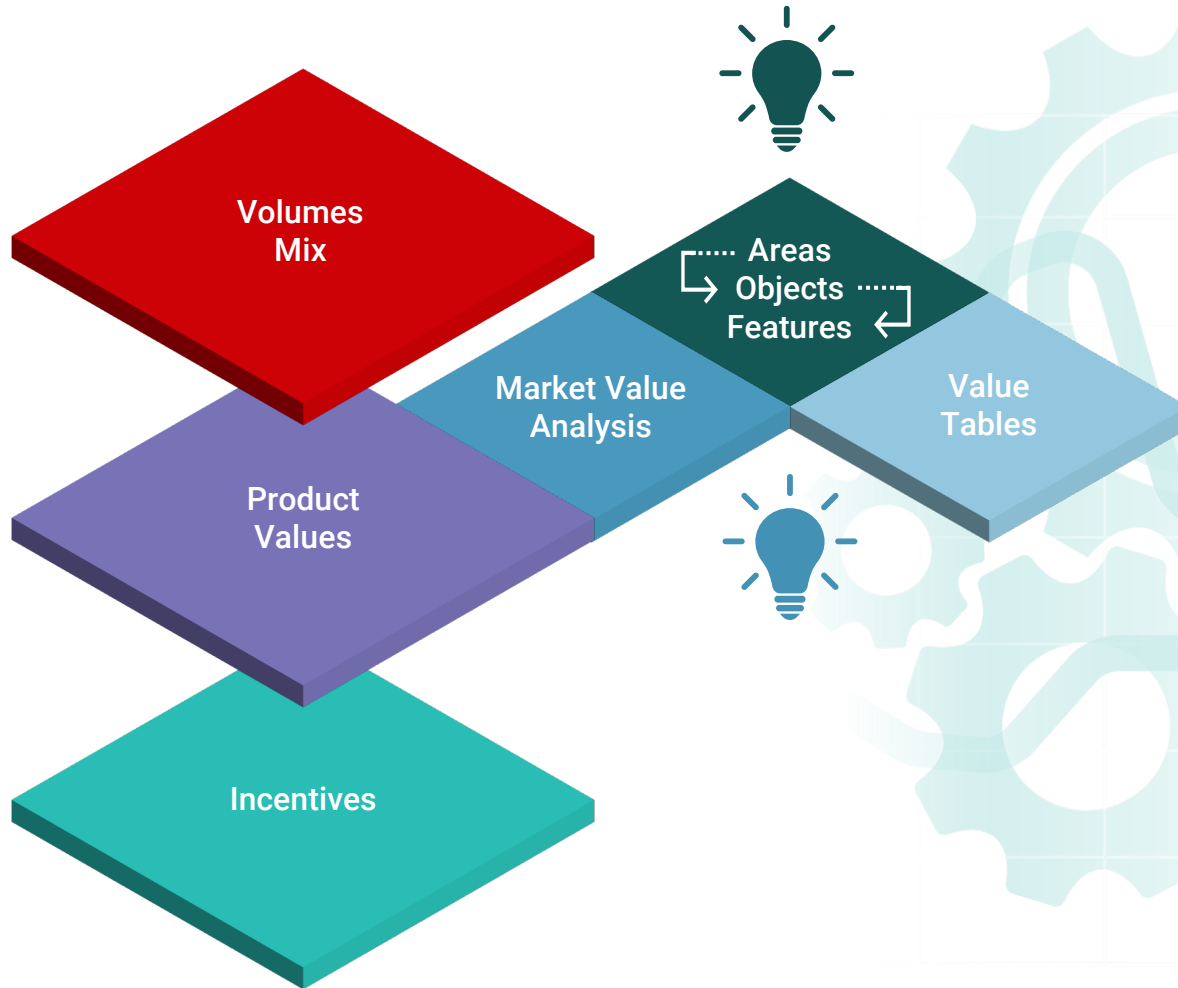 Volumes
Mix
Areas
Objects
Features
Market Value
Analysis
Value
Tables
Product
Values
Incentives